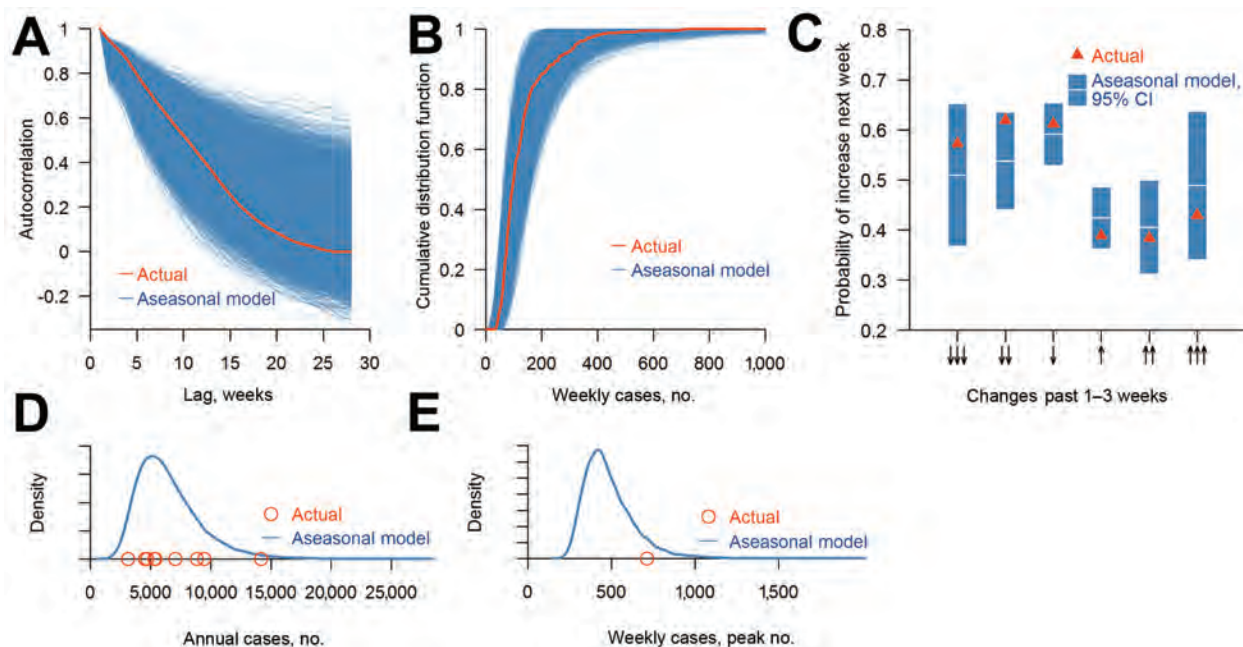 A
1
0.8
0.6
0.4
0.2
0
-0.2
Autocorrelation
Actual
Aseasonal model
0 5 10 15 20 25 30
Lag, weeks
B
1
0.8
0.6
0.4
0.2
0
Cumulative distribution function
Actual
Aseasonal model
0 200 400 600 800 1,000
Weekly cases, no.
C
0.8
0.7
0.6
0.5
0.4
0.3
0.2
Probability of increase next week
Actual
Aseasonal model,
95% CI
↓↓↓ ↓↓ ↓ ↑ ↑↑ ↑↑↑
Changes past 1–3 weeks
D
Density
Actual
Aseasonal model
0 5,000 10,000 15,000 20,000 25,000
Annual cases, no.
E
Density
Actual
Aseasonal model
0 500 1,000 1,500
Weekly cases, peak no.